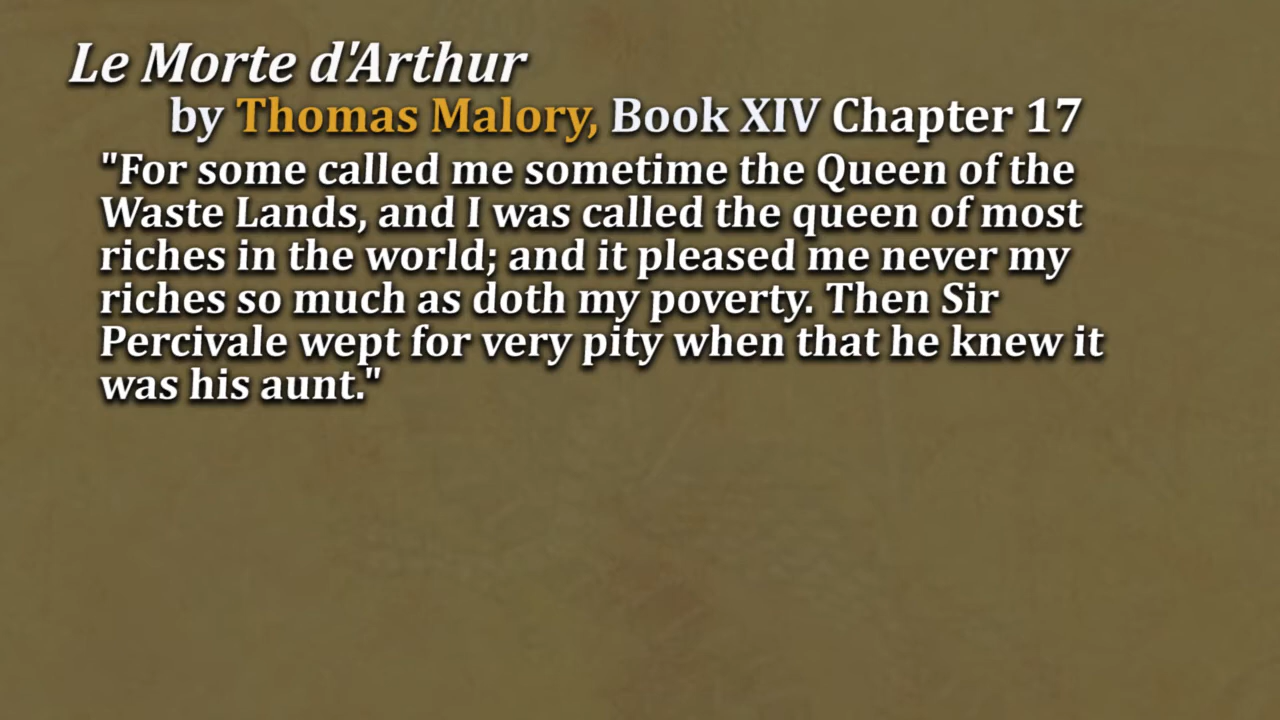 Le Morte d'Arthur
by Thomas Malory, Book XIV Chapter 17
"For some called me sometime the Queen of the
Waste Lands, and I was called the queen of most
riches in the world; and it pleased me never my
riches so much as doth my poverty. Then Sir
Percivale wept for very pity when that he knew it
was his aunt."